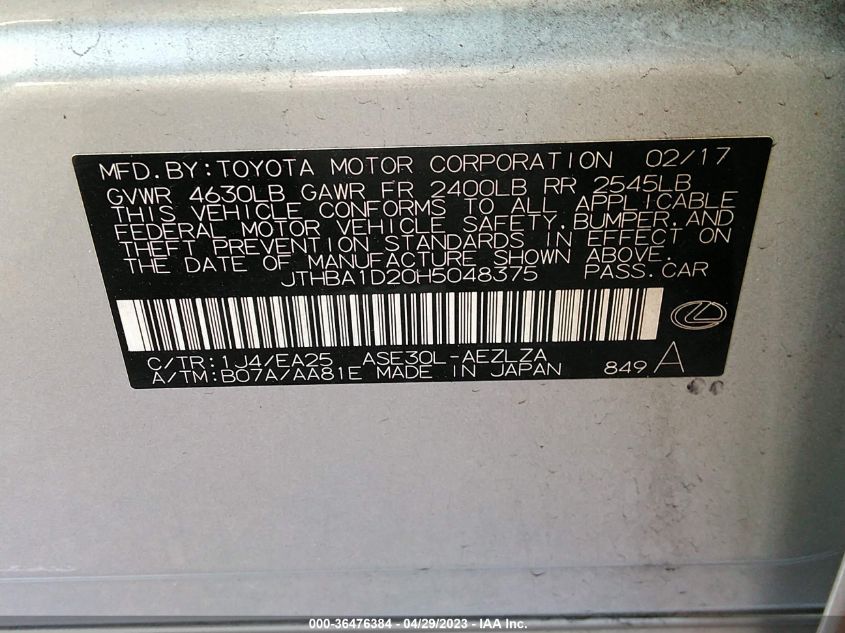 MFD.BY:TOYOTA MOTOR CORPORATION 02/17
GVWR 4630LB GAWR FR 2400LB RR 2545LB
THIS VEHICLE CONFORMS TO ALL APPLICABLE
FEDERAL MOTOR VEHICLE SAFETY,BUMPER,AND
THEFT PREVENTION STANDARDS IN EFFECT ON
THE DATE OF MANUFACTURE SHOWN ABOVE.
JTHBA1D20H5048375 PASS.CAR
C/TR:1J4/EA25 ASE30L-AEZLZA
A/TM:B07A/AA81E MADE IN JAPAN 849 A
000-36476384 - 04/29/2023 - IAA Inc.